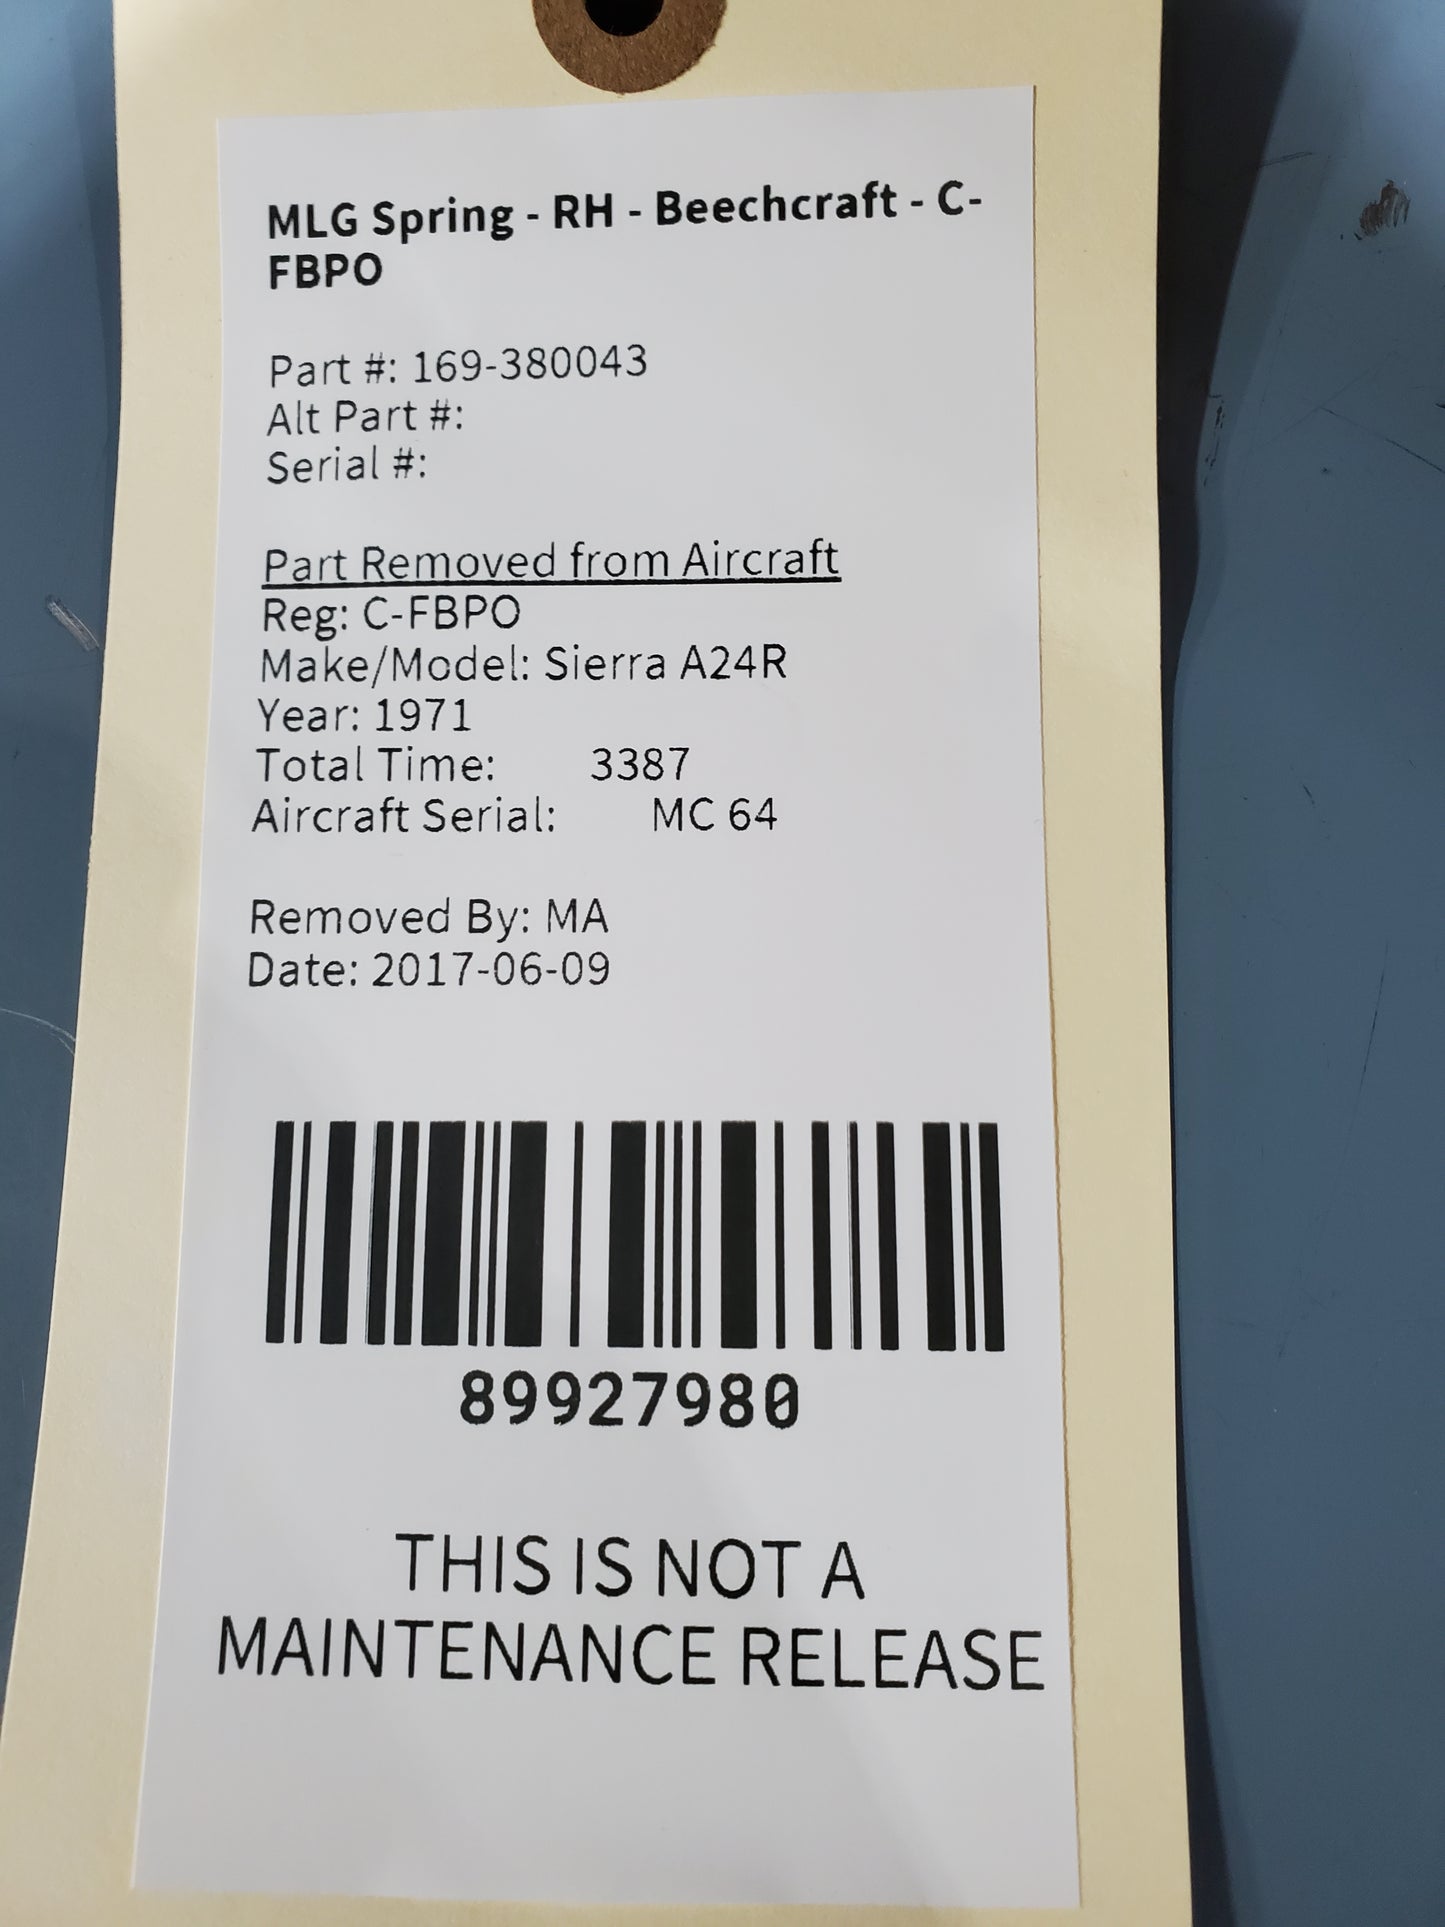 MLG Spring - RH - Beechcraft - C-
FBPO
Part #: 169-380043
Alt Part #:
Serial #:
Part Removed from Aircraft
Reg: C-FBPO
Make/Model: Sierra A24R
Year: 1971
Total Time: 3387
Aircraft Serial: MC 64
Removed By: MA
Date: 2017-06-09
89927980
THIS IS NOT A
MAINTENANCE RELEASE